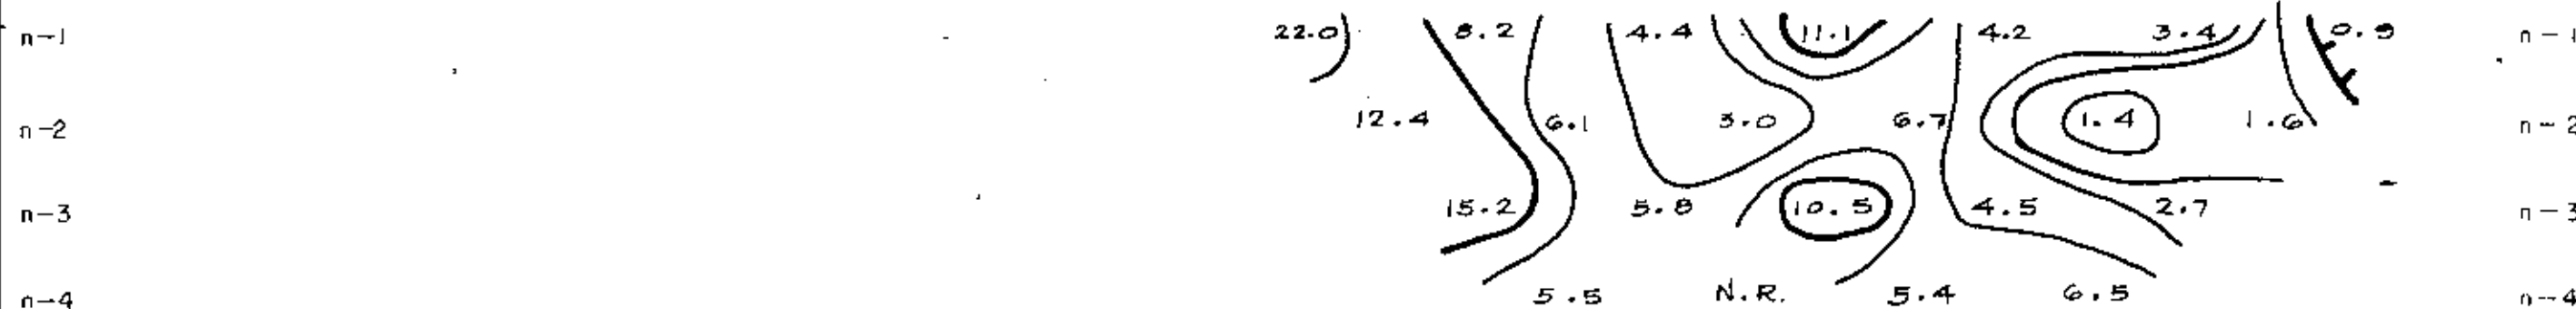 n-1 22.0 8.2 4.4 11.1 4.2 3.4 0.9 n-1
n-2 12.4 6.1 3.0 6.7 1.4 1.6 n-2
n-3 15.2 5.8 10.5 4.5 2.7 n-3
n-4 5.5 N.R. 5.4 6.5 n-4